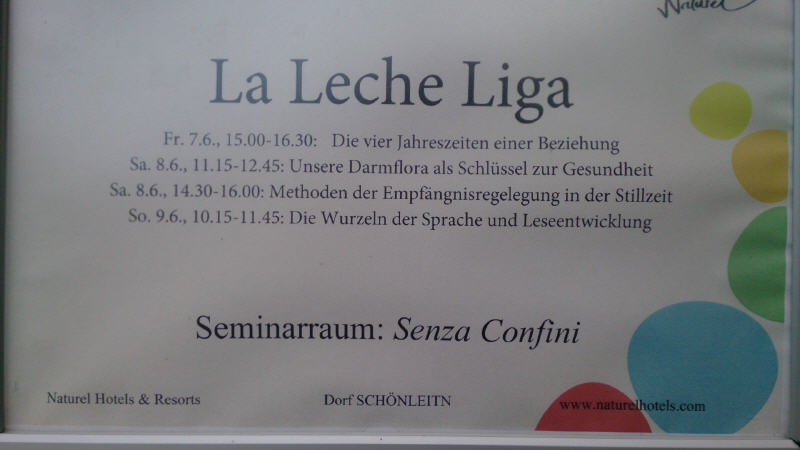 Naturel
La Leche Liga
Fr. 7.6., 15.00-16.30: Die vier Jahreszeiten einer Beziehung
Sa. 8.6., 11.15-12.45: Unsere Darmflora als Schlüssel zur Gesundheit
Sa. 8.6., 14.30-16.00: Methoden der Empfängnisregelegung in der Stillzeit
So. 9.6., 10.15-11.45: Die Wurzeln der Sprache und Leseentwicklung
Seminarraum: Senza Confini
Naturel Hotels & Resorts Dorf SCHÖNLEITN www.naturelhotels.com